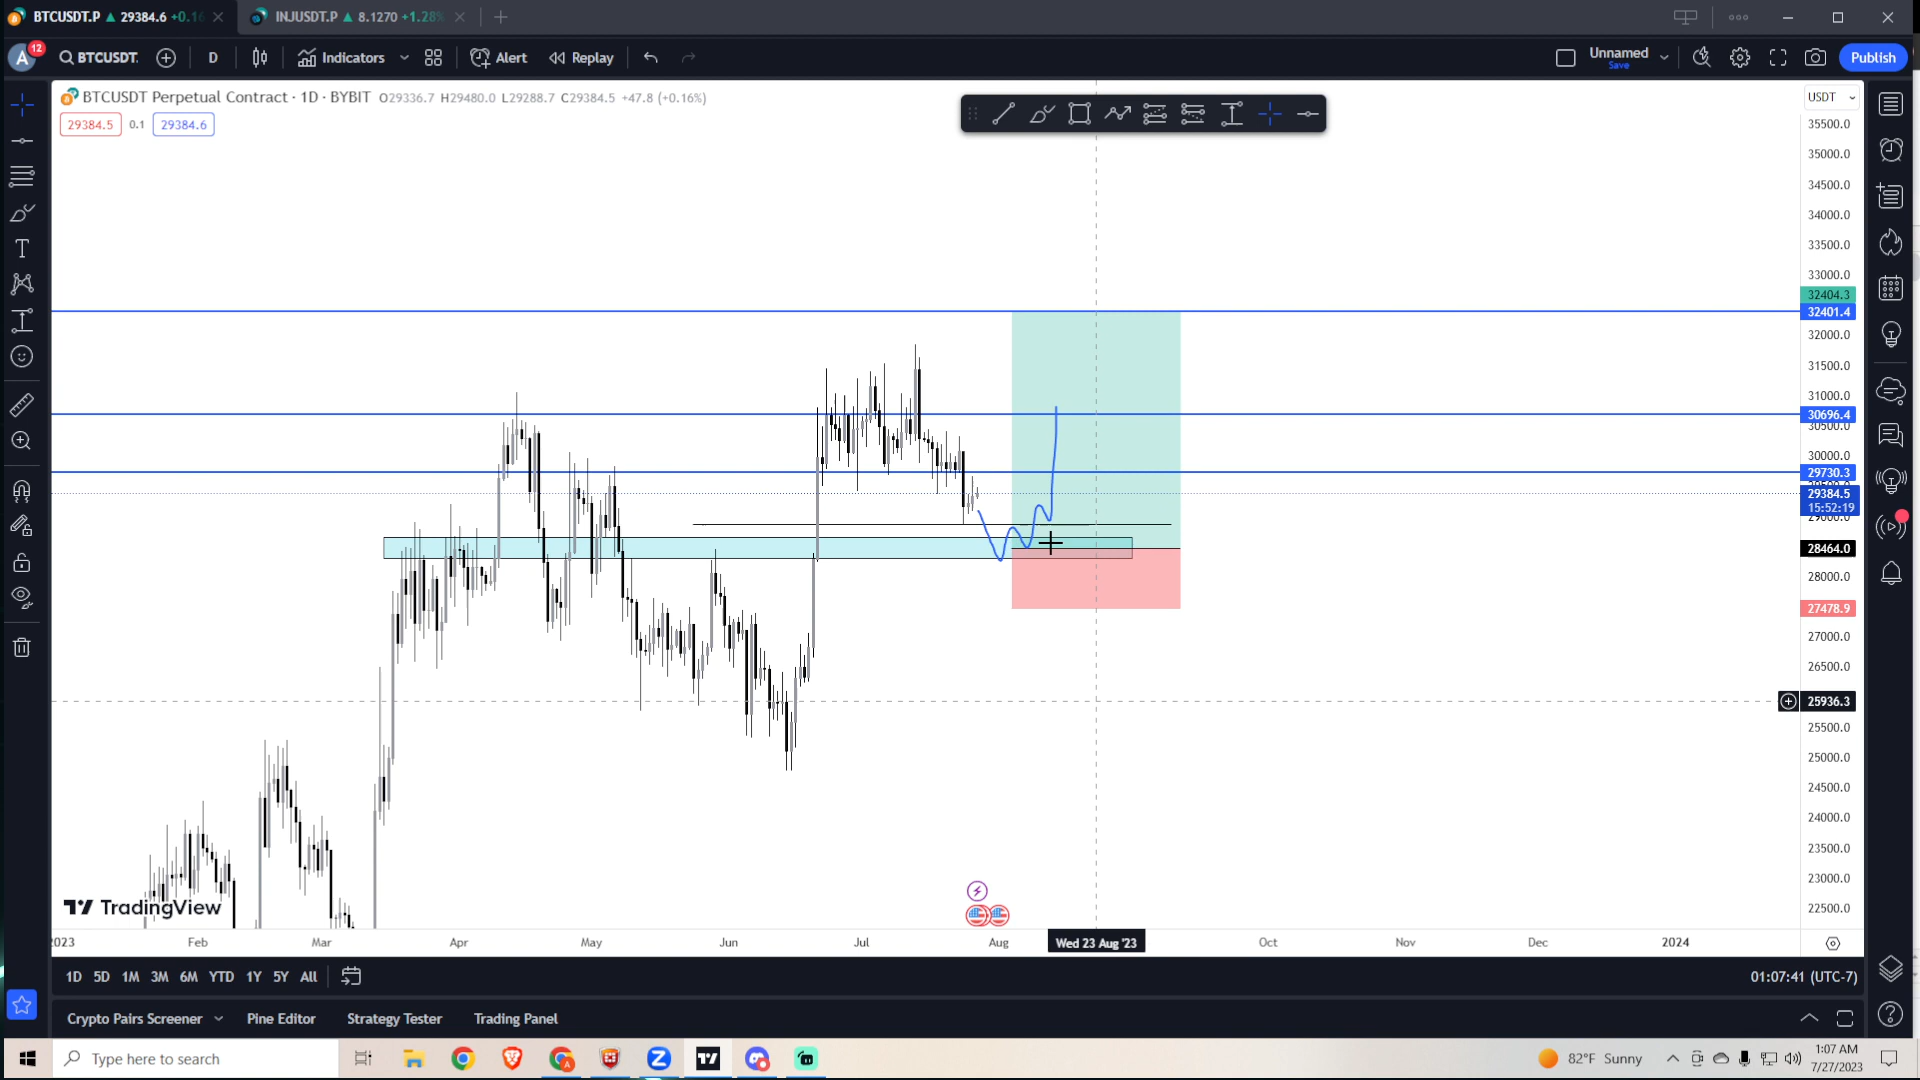 BTCUSDT.P ▲ 29384.6 +0.16
INJUSDT.P ▲ 8.1270 +1.28%
A 12
BTCUSDT.
D
Indicators
Alert
Replay
Unnamed
Save
Publish
BTCUSDT Perpetual Contract · 1D · BYBIT O29336.7 H29480.0 L29288.7 C29384.5 +47.8 (+0.16%)
29384.5 0.1 29384.6
USDT
35500.0
35000.0
34500.0
34000.0
33500.0
33000.0
32404.3
32401.4
32000.0
31500.0
31000.0
30696.4
30500.0
30000.0
29730.3
29384.5
15:52:19
29000.0
28464.0
28000.0
27478.9
27000.0
26500.0
25936.3
25500.0
25000.0
24500.0
24000.0
23500.0
23000.0
22500.0
TradingView
2023 Feb Mar Apr May Jun Jul Aug Wed 23 Aug '23 Oct Nov Dec 2024
1D 5D 1M 3M 6M YTD 1Y 5Y All
01:07:41 (UTC-7)
Crypto Pairs Screener Pine Editor Strategy Tester Trading Panel
Type here to search
82°F Sunny
1:07 AM
7/27/2023